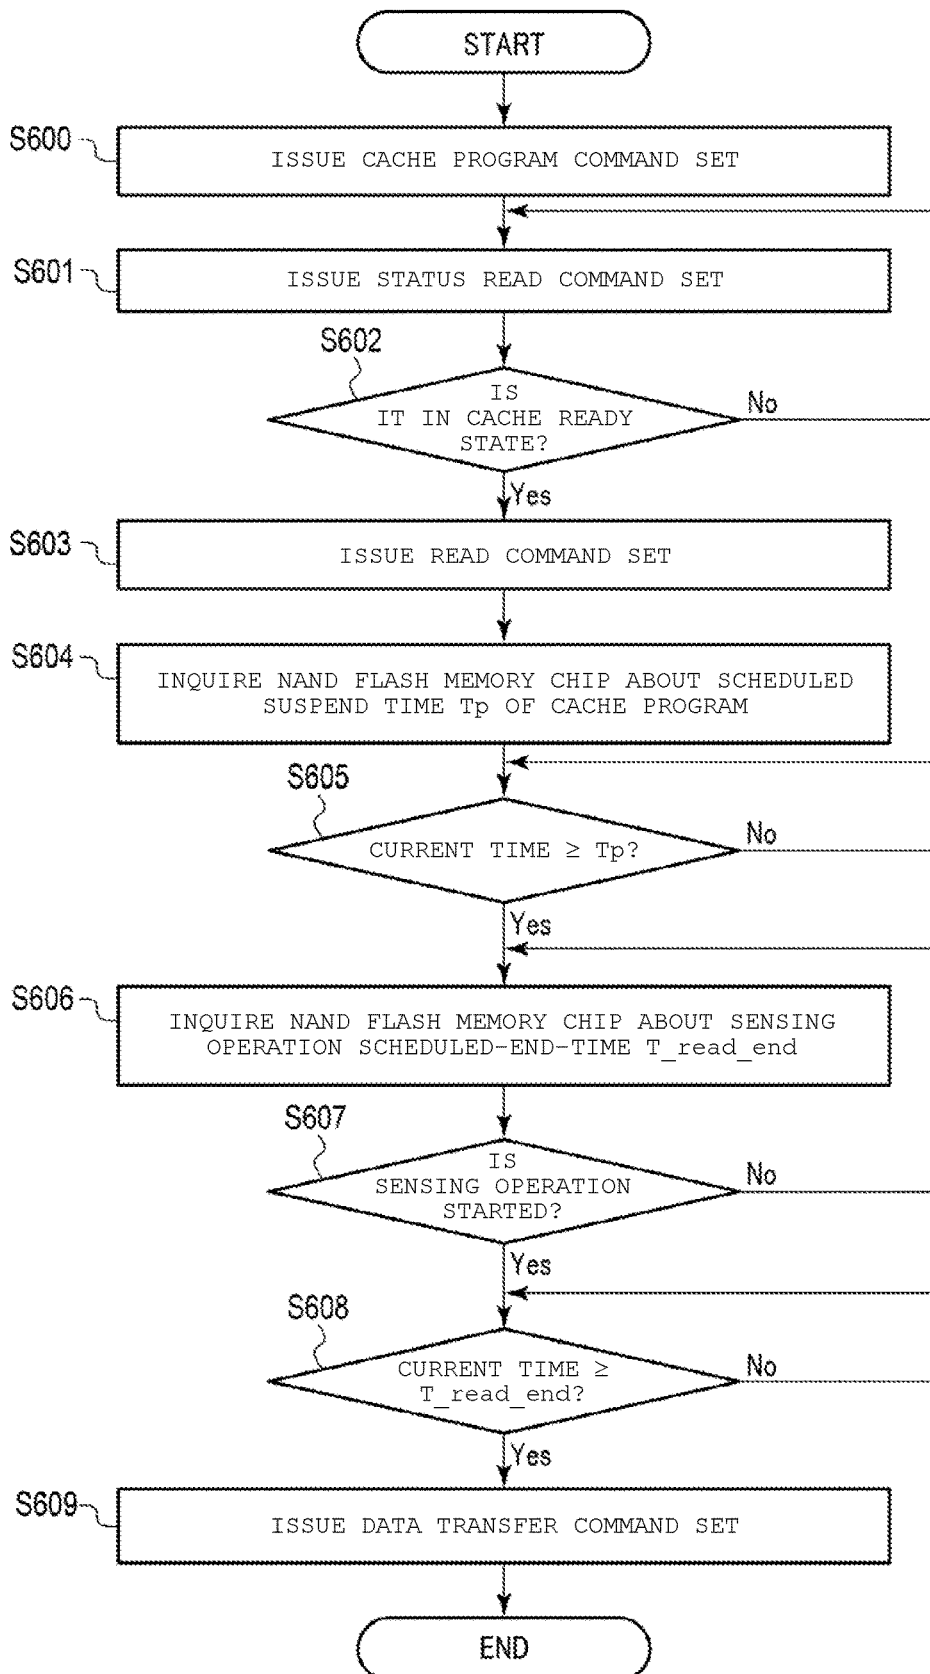 START
S600
ISSUE CACHE PROGRAM COMMAND SET
S601
ISSUE STATUS READ COMMAND SET
S602
IS
IT IN CACHE READY
STATE?
No
Yes
S603
ISSUE READ COMMAND SET
S604
INQUIRE NAND FLASH MEMORY CHIP ABOUT SCHEDULED
SUSPEND TIME Tp OF CACHE PROGRAM
S605
CURRENT TIME ≥ Tp?
No
Yes
S606
INQUIRE NAND FLASH MEMORY CHIP ABOUT SENSING
OPERATION SCHEDULED-END-TIME T_read_end
S607
IS
SENSING OPERATION
STARTED?
No
Yes
S608
CURRENT TIME ≥
T_read_end?
No
Yes
S609
ISSUE DATA TRANSFER COMMAND SET
END